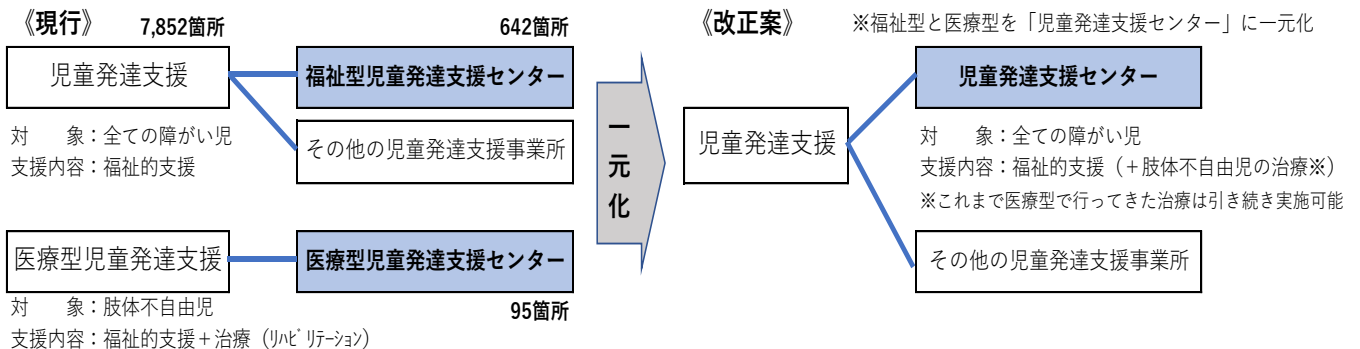 《現行》 7,852箇所
642箇所
児童発達支援
福祉型児童発達支援センター
対　　象：全ての障がい児
支援内容：福祉的支援
その他の児童発達支援事業所
医療型児童発達支援
医療型児童発達支援センター
対　　象：肢体不自由児
95箇所
支援内容：福祉的支援＋治療（ﾘﾊﾋﾞﾘﾃｰｼｮﾝ）
一元化
《改正案》 ※福祉型と医療型を「児童発達支援センター」に一元化
児童発達支援
児童発達支援センター
対　　象：全ての障がい児
支援内容：福祉的支援（＋肢体不自由児の治療※）
※これまで医療型で行ってきた治療は引き続き実施可能
その他の児童発達支援事業所